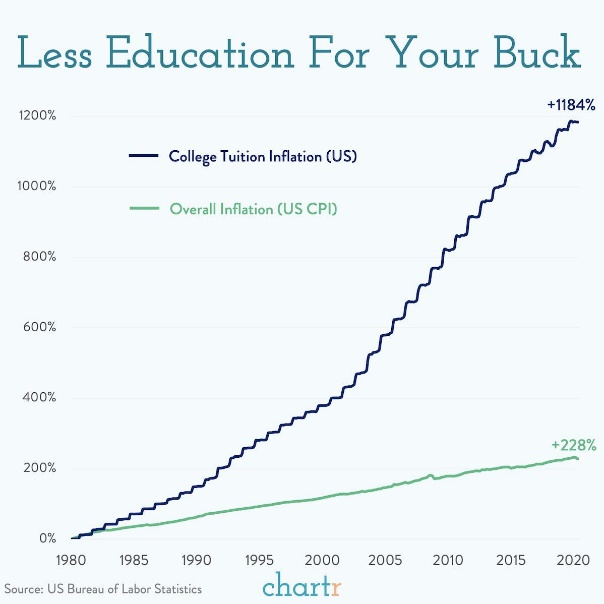 Less Education For Your Buck
+1184%
1200%
College Tuition Inflation (US)
1000%
Overall Inflation (US CPI)
800%
600%
400%
+228%
200%
0%
1980 1985 1990 1995 2000 2005 2010 2015 2020
Source: US Bureau of Labor Statistics
chartr